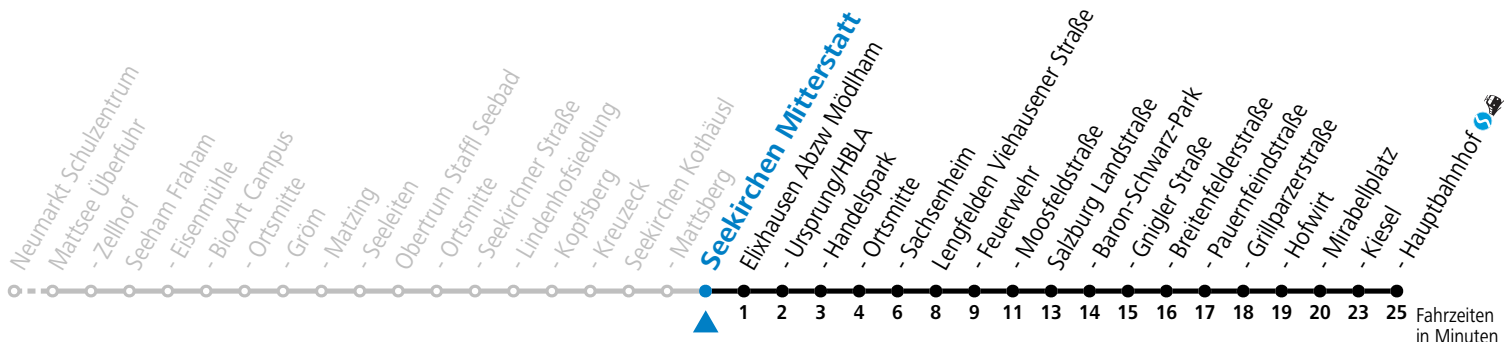 Neumarkt Schulzentrum
Mattsee Überfuhr
- Zellhof
Seeham Fraham
- Eisenmühle
- BioArt Campus
- Ortsmitte
- Gröm
- Matzing
- Seeleiten
Obertrum Staffl Seebad
- Ortsmitte
- Seekirchner Straße
- Lindenhofsiedlung
- Kopfsberg
- Kreuzeck
Seekirchen Kothäusl
- Mattsberg
Seekirchen Mitterstatt
Elixhausen Abzw Mödlham
- Ursprung/HBLA
- Handelspark
- Ortsmitte
- Sachsenheim
Lengfelden Viehausener Straße
- Feuerwehr
- Moosfeldstraße
Salzburg Landstraße
- Baron-Schwarz-Park
- Gnigler Straße
- Breitenfelderstraße
- Pauernfeindstraße
- Grillparzerstraße
- Hofwirt
- Mirabellplatz
- Kiesel
- Hauptbahnhof
1 2 3 4 6 8 9 11 13 14 15 16 17 18 19 20 23 25 Fahrzeiten
in Minuten